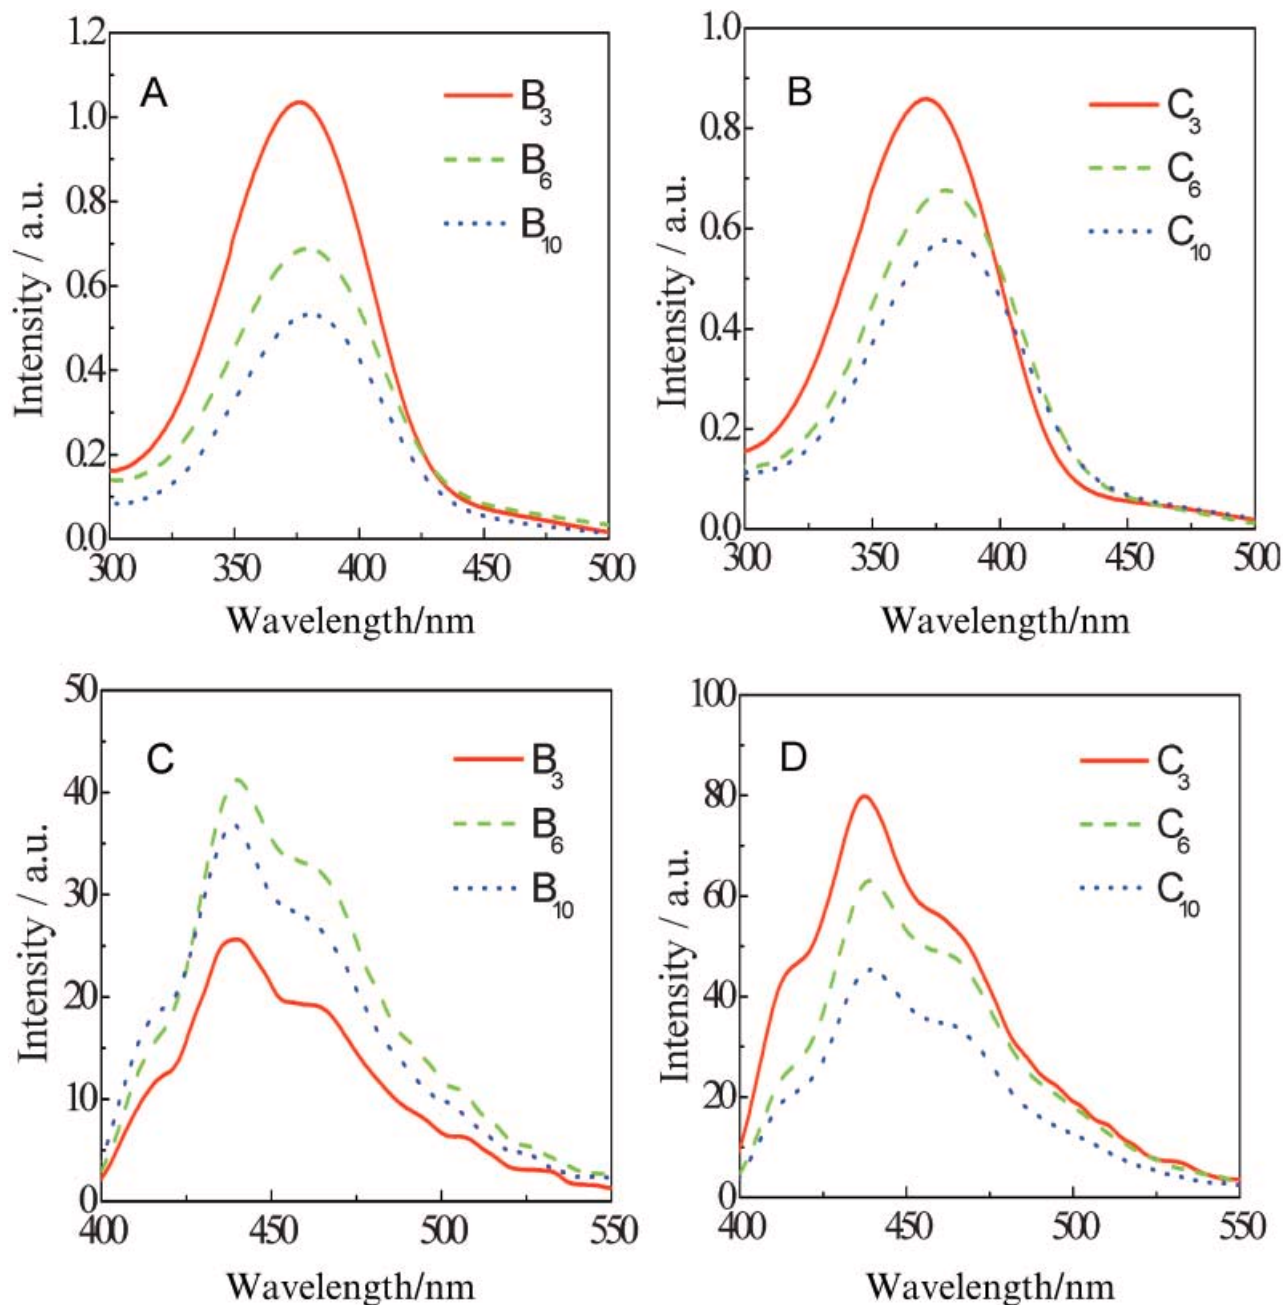 A
B3
B6
B10
1.2
1.0
0.8
0.6
0.4
0.2
0.0
300 350 400 450 500
Intensity / a.u.
Wavelength/nm
B
C3
C6
C10
1.0
0.8
0.6
0.4
0.2
0.0
300 350 400 450 500
Intensity / a.u.
Wavelength/nm
C
B3
B6
B10
50
40
30
20
10
0
400 450 500 550
Intensity / a.u.
Wavelength/nm
D
C3
C6
C10
100
80
60
40
20
0
400 450 500 550
Intensity / a.u.
Wavelength/nm